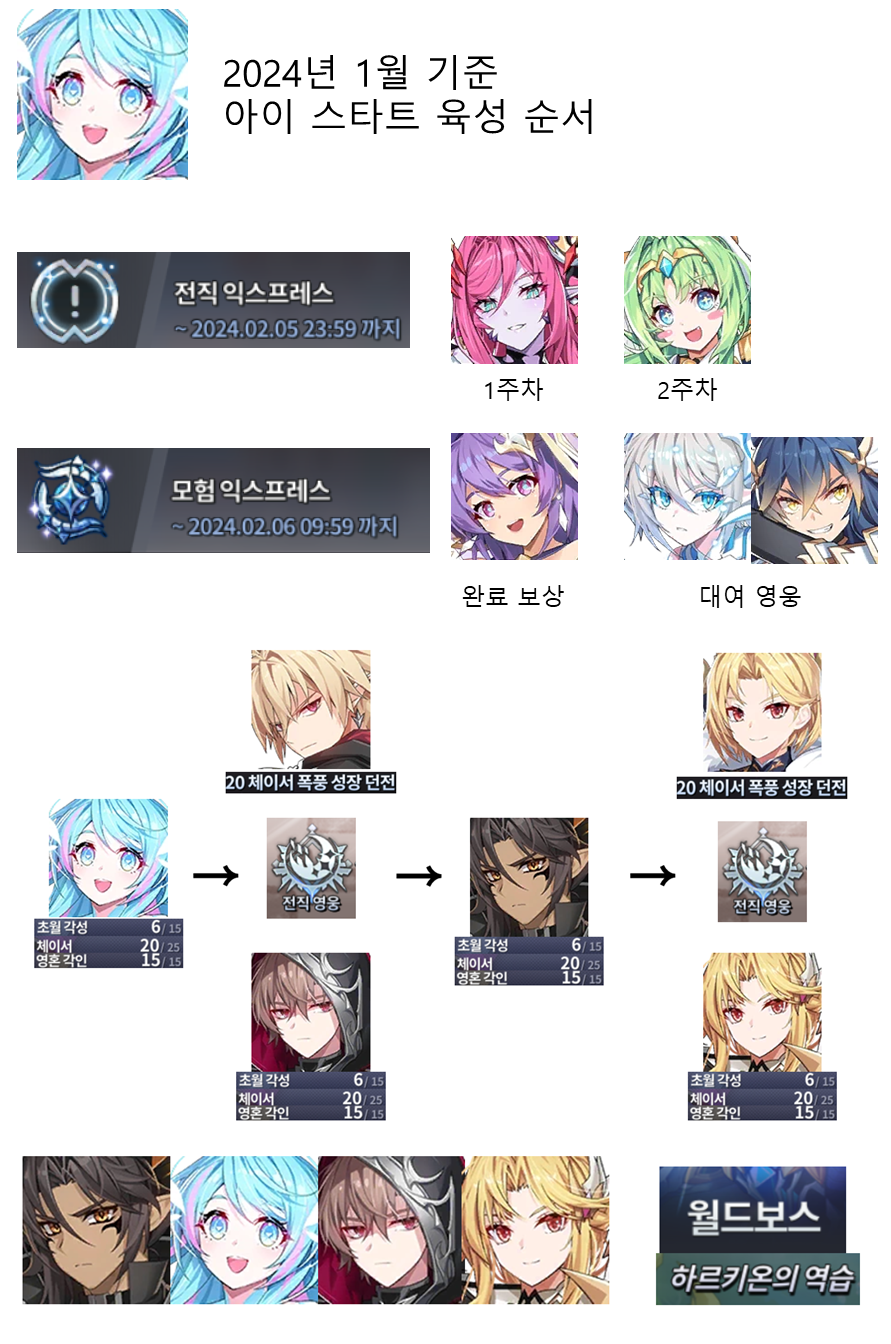 2024년 1월 기준
아이 스타트 육성 순서
전직 익스프레스
~ 2024.02.05 23:59 까지
1주차
2주차
모험 익스프레스
~ 2024.02.06 09:59 까지
완료 보상
대여 영웅
20 체이서 폭풍 성장 던전
20 체이서 폭풍 성장 던전
초월 각성 6/ 15
체이서 20/ 25
영혼 각인 15/ 15
→
전직 영웅
→
초월 각성 6/ 15
체이서 20/ 25
영혼 각인 15/ 15
→
전직 영웅
초월 각성 6/ 15
체이서 20/ 25
영혼 각인 15/ 15
초월 각성 6/ 15
체이서 20/ 25
영혼 각인 15/ 15
월드보스
하르키온의 역습